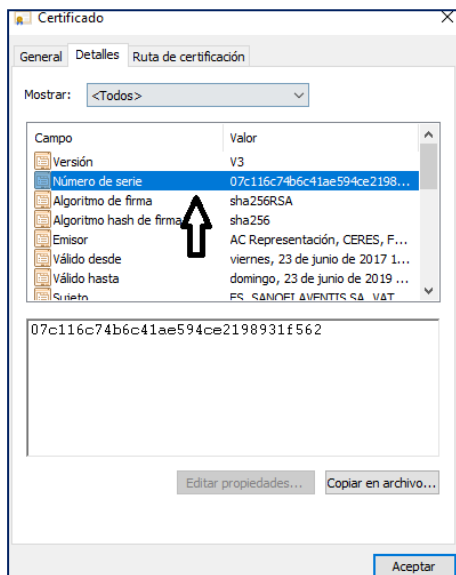 Certificado
General Detalles Ruta de certificación
Mostrar: <Todos>
Campo Valor
Versión V3
Número de serie 07c116c74b6c41ae594ce2198...
Algoritmo de firma sha256RSA
Algoritmo hash de firma sha256
Emisor AC Representación, CERES, F...
Válido desde viernes, 23 de junio de 2017 1...
Válido hasta domingo, 23 de junio de 2019 ...
Sujeto ES, SANOFI AVENTIS SA, VAT
07c116c74b6c41ae594ce2198931f562
Editar propiedades... Copiar en archivo...
Aceptar